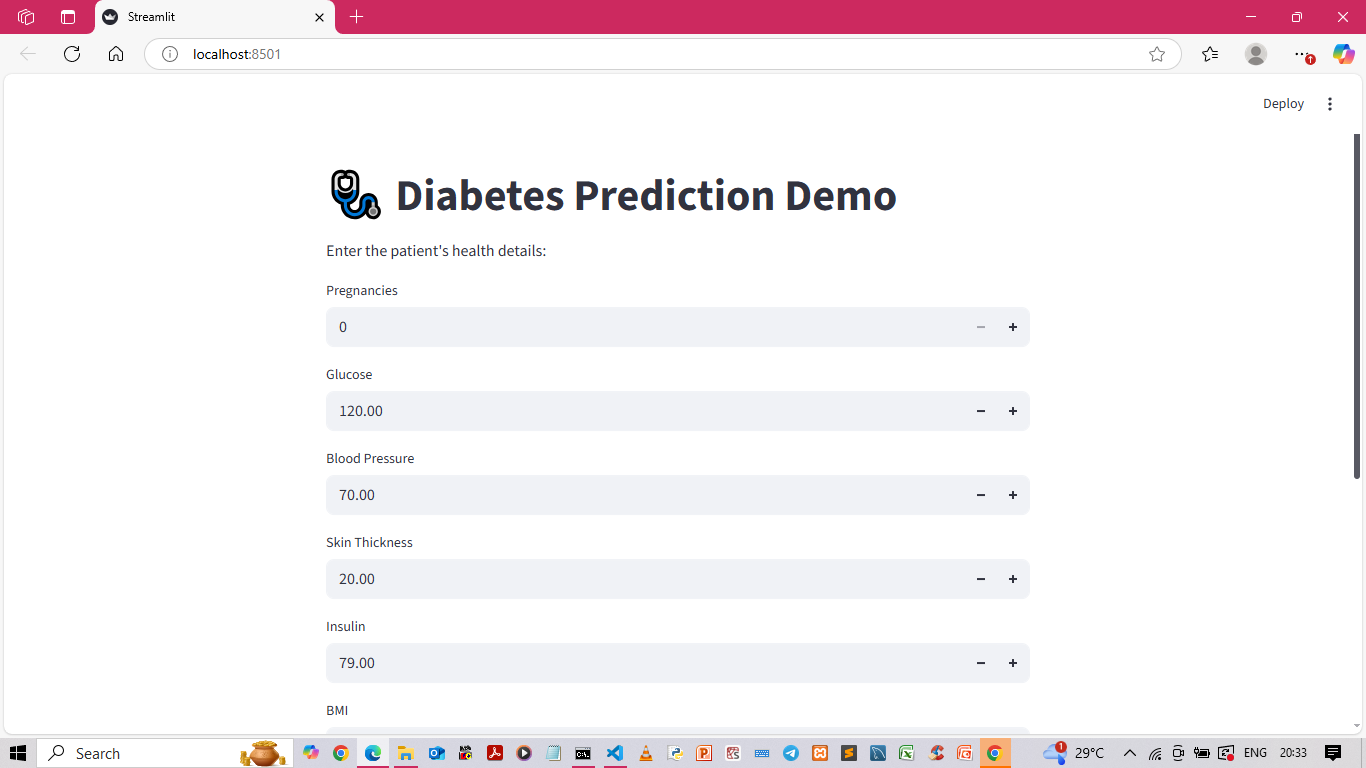 Streamlit
localhost:8501
Deploy
Diabetes Prediction Demo
Enter the patient's health details:
Pregnancies
0
Glucose
120.00
Blood Pressure
70.00
Skin Thickness
20.00
Insulin
79.00
BMI
Search
1
29°C
ENG
20:33